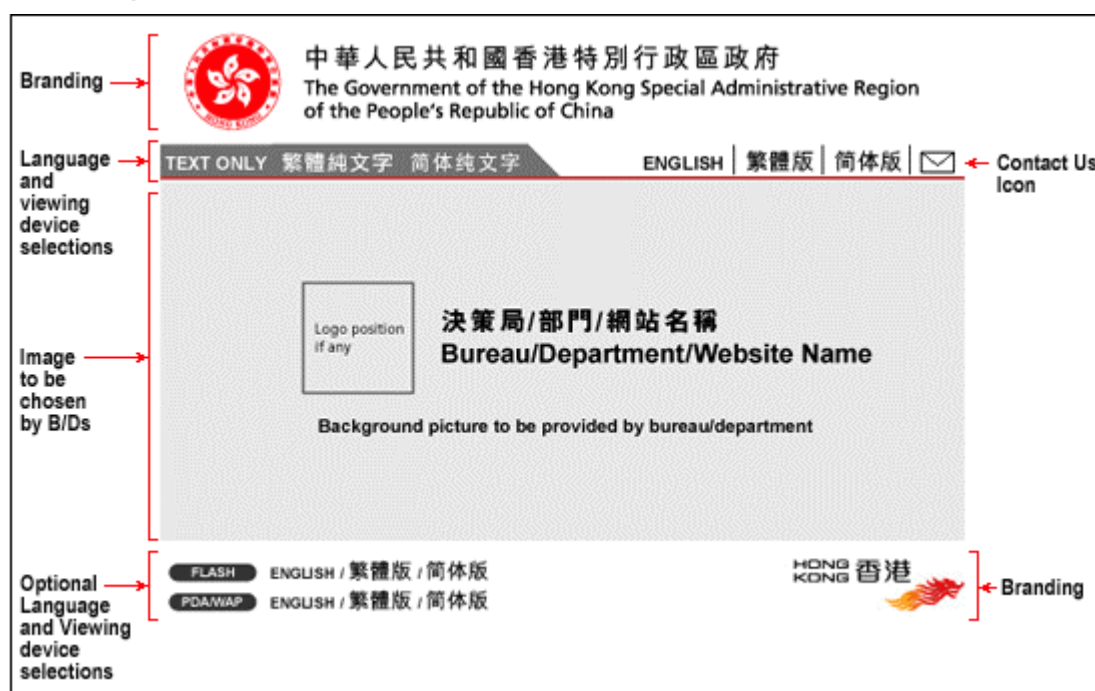 Branding
中華人民共和國香港特別行政區政府
The Government of the Hong Kong Special Administrative Region
of the People's Republic of China
HONG KONG
Language
and
viewing
device
selections
TEXT ONLY 繁體純文字 简体纯文字
ENGLISH | 繁體版 | 简体版 |
Contact Us
Icon
Image
to be
chosen
by B/Ds
Logo position
if any
決策局/部門/網站名稱
Bureau/Department/Website Name
Background picture to be provided by bureau/department
Optional
Language
and Viewing
device
selections
FLASH ENGLISH / 繁體版 / 简体版
PDA/WAP ENGLISH / 繁體版 / 简体版
HONG
KONG 香港
Branding